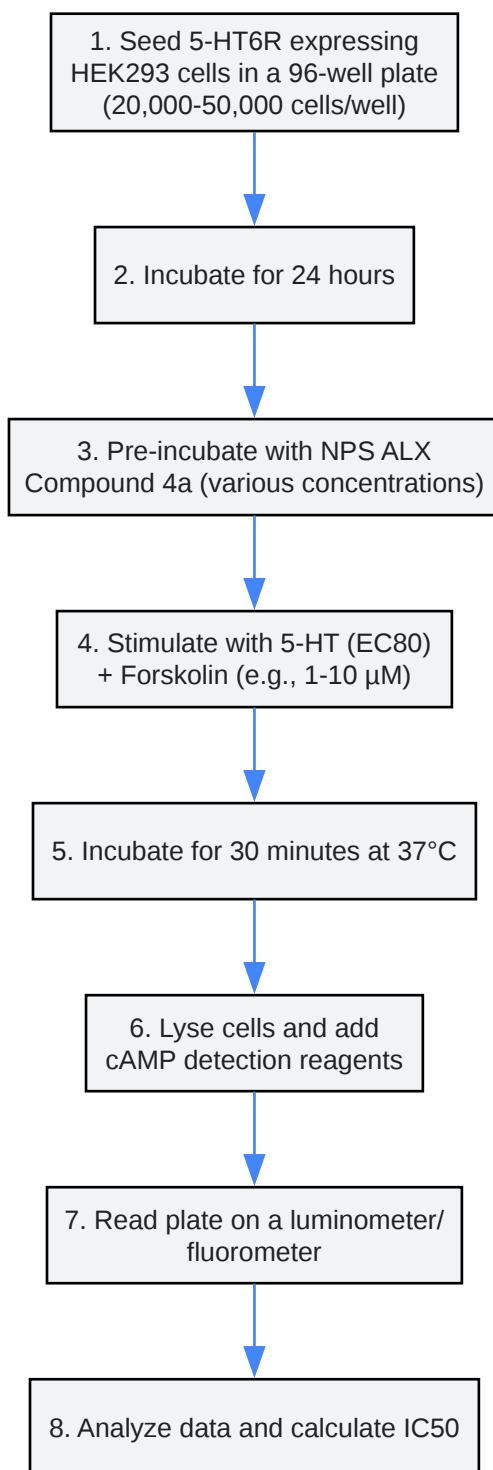 1. Seed 5-HT6R expressing
HEK293 cells in a 96-well plate
(20,000-50,000 cells/well)
2. Incubate for 24 hours
3. Pre-incubate with NPS ALX
Compound 4a (various concentrations)
4. Stimulate with 5-HT (EC80)
+ Forskolin (e.g., 1-10 µM)
5. Incubate for 30 minutes at 37°C
6. Lyse cells and add
cAMP detection reagents
7. Read plate on a luminometer/
fluorometer
8. Analyze data and calculate IC50